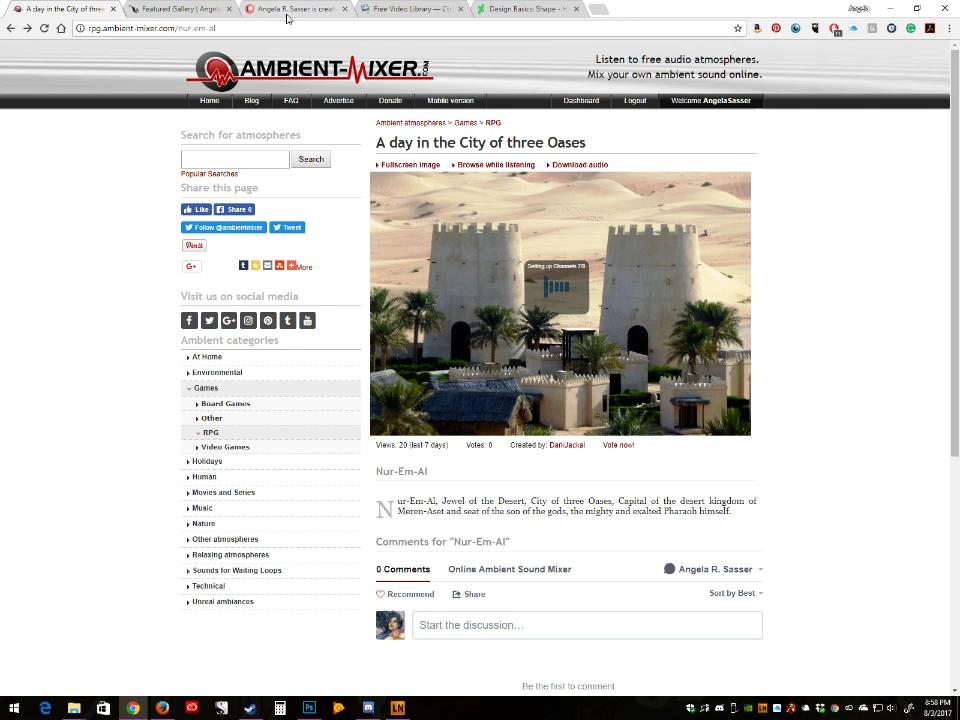 A day in the City of thre
Featured Gallery | Angel
Angela R. Sasser is creat
Free Video Library — Ctr
Design Basics: Shape - H
Angela
rpg.ambient-mixer.com/nur-em-al
AMBIENT-MIXER.COM
Listen to free audio atmospheres.
Mix your own ambient sound online.
Home
Blog
FAQ
Advertise
Donate
Mobile version
Dashboard
Logout
Welcome AngelaSasser
Ambient atmospheres > Games > RPG
A day in the City of three Oases
Fullscreen image
Browse while listening
Download audio
Search for atmospheres
Search
Popular Searches
Share this page
Like
Share 0
Follow @ambientmixer
Tweet
Pin it
G+
More
Visit us on social media
Ambient categories
At Home
Environmental
Games
Board Games
Other
RPG
Video Games
Holidays
Human
Movies and Series
Music
Nature
Other atmospheres
Relaxing atmospheres
Sounds for Waiting Loops
Technical
Unreal ambiances
Setting up Channels 7/8
Views: 20 (last 7 days)
Votes: 0
Created by: DarkJackal
Vote now!
Nur-Em-Al
Nur-Em-Al, Jewel of the Desert, City of three Oases, Capital of the desert kingdom of
Meren-Aset and seat of the son of the gods, the mighty and exalted Pharaoh himself.
Comments for "Nur-Em-Al"
0 Comments
Online Ambient Sound Mixer
Angela R. Sasser
Recommend
Share
Sort by Best
Start the discussion…
Be the first to comment
8:58 PM
8/3/2017